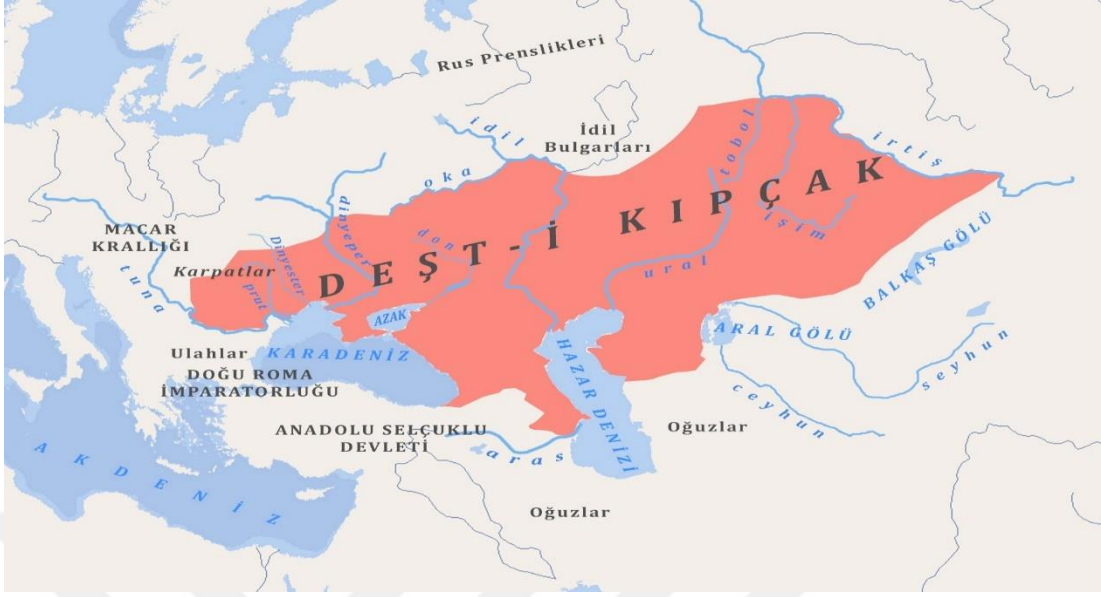 Rus Prenslikleri
idil
İdil
Bulgarları
oka
tobol
irtiş
DEŞT-İ KIPÇAK
işim
dinyeper
don
Dinyester
MACAR
KRALLIĞI
Karpatlar
prut
tuna
ural
AZAK
BALKAŞ GÖLÜ
ARAL GÖLÜ
seyhun
ceyhun
Ulahlar
KARADENİZ
HAZAR DENİZİ
DOĞU ROMA
İMPARATORLUĞU
ANADOLU SELÇUKLU
DEVLETİ
aras
Oğuzlar
AKDENİZ
Oğuzlar